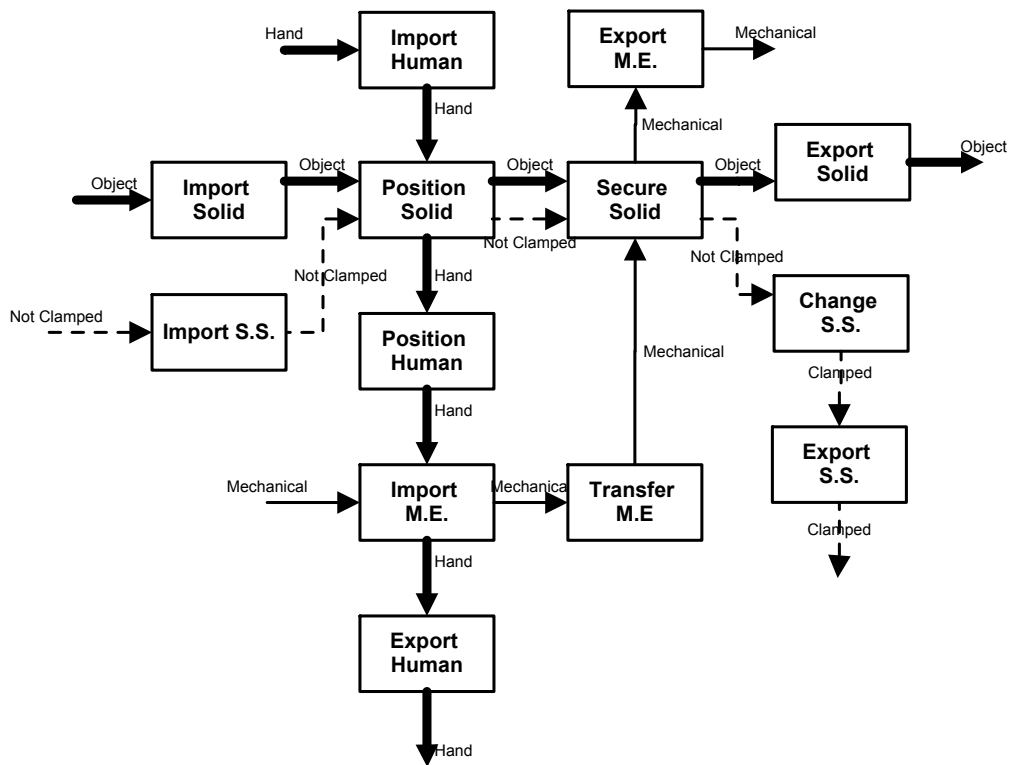 Hand
Import
Human
Export
M.E.
Mechanical
Hand
Mechanical
Object
Import
Solid
Object
Position
Solid
Object
Secure
Solid
Object
Export
Solid
Object
Not Clamped
Not Clamped
Not Clamped
Hand
Not Clamped
Import S.S.
Position
Human
Mechanical
Change
S.S.
Clamped
Hand
Export
S.S.
Mechanical
Import
M.E.
Mechanica
Transfer
M.E
Clamped
Hand
Export
Human
Hand